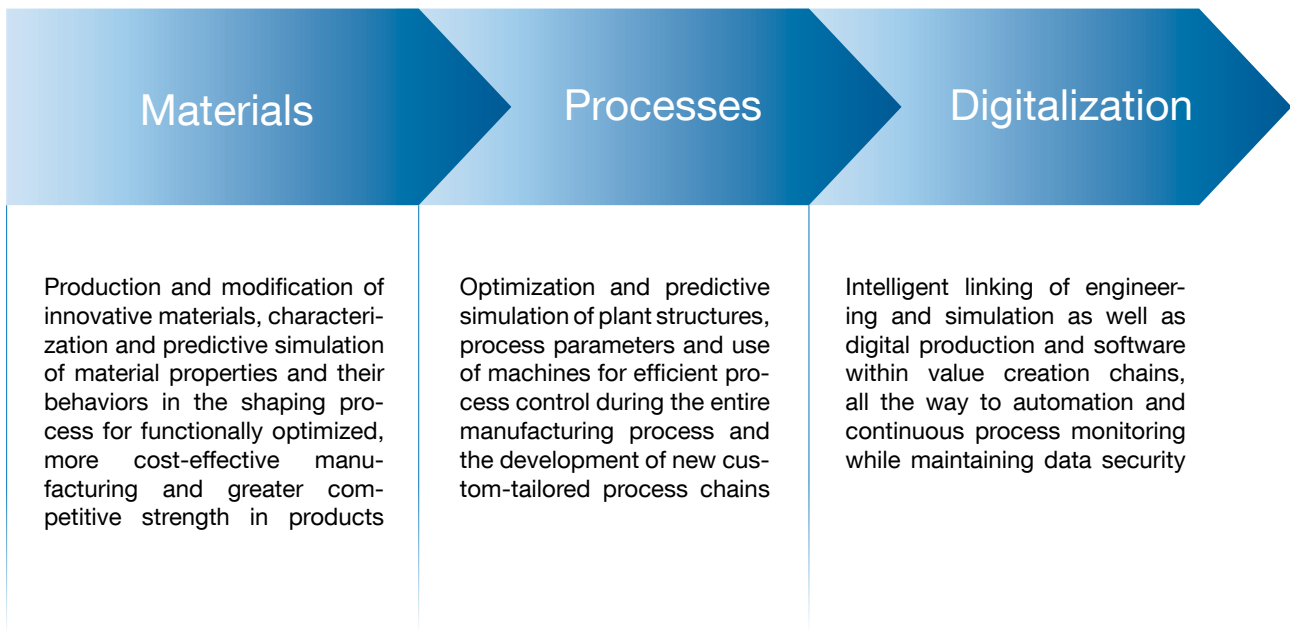 Materials
Processes
Digitalization
Production and modification of
innovative materials, characteri-
zation and predictive simulation
of material properties and their
behaviors in the shaping pro-
cess for functionally optimized,
more cost-effective manu-
facturing and greater com-
petitive strength in products
Optimization and predictive
simulation of plant structures,
process parameters and use
of machines for efficient pro-
cess control during the entire
manufacturing process and
the development of new cus-
tom-tailored process chains
Intelligent linking of engineer-
ing and simulation as well as
digital production and software
within value creation chains,
all the way to automation and
continuous process monitoring
while maintaining data security